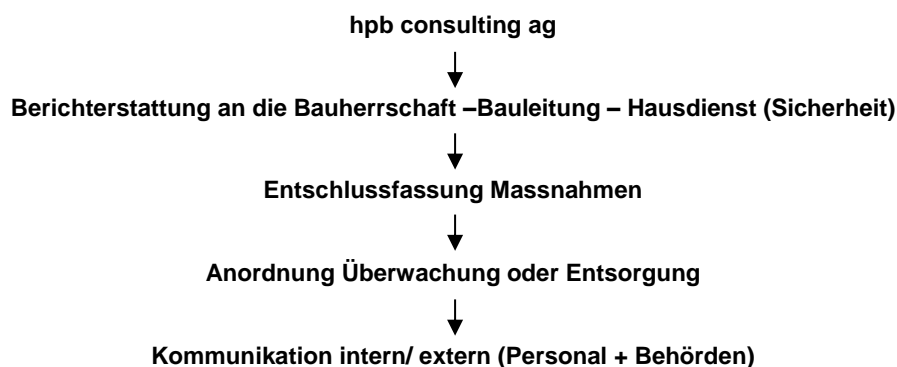 hpb consulting ag
Berichterstattung an die Bauherrschaft –Bauleitung – Hausdienst (Sicherheit)
Entschlussfassung Massnahmen
Anordnung Überwachung oder Entsorgung
Kommunikation intern/ extern (Personal + Behörden)